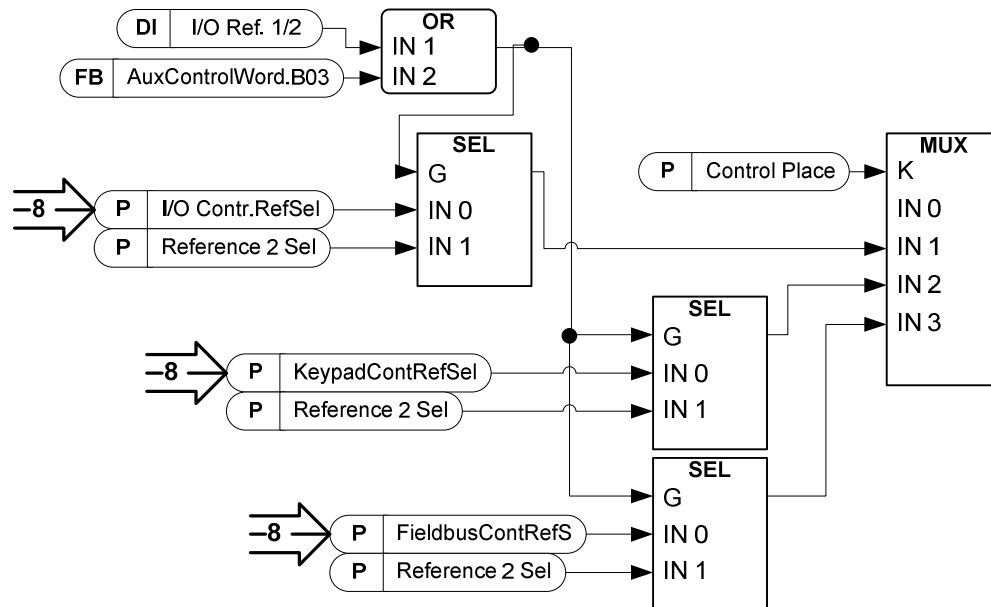 DI I/O Ref. 1/2
OR
IN 1
FB AuxControlWord.B03
IN 2
SEL
MUX
G
P Control Place
K
–8 P I/O Contr.RefSel
IN 0
IN 0
P Reference 2 Sel
IN 1
IN 1
IN 2
SEL
IN 3
G
–8 P KeypadContRefSel
IN 0
P Reference 2 Sel
IN 1
SEL
G
–8 P FieldbusContRefS
IN 0
P Reference 2 Sel
IN 1